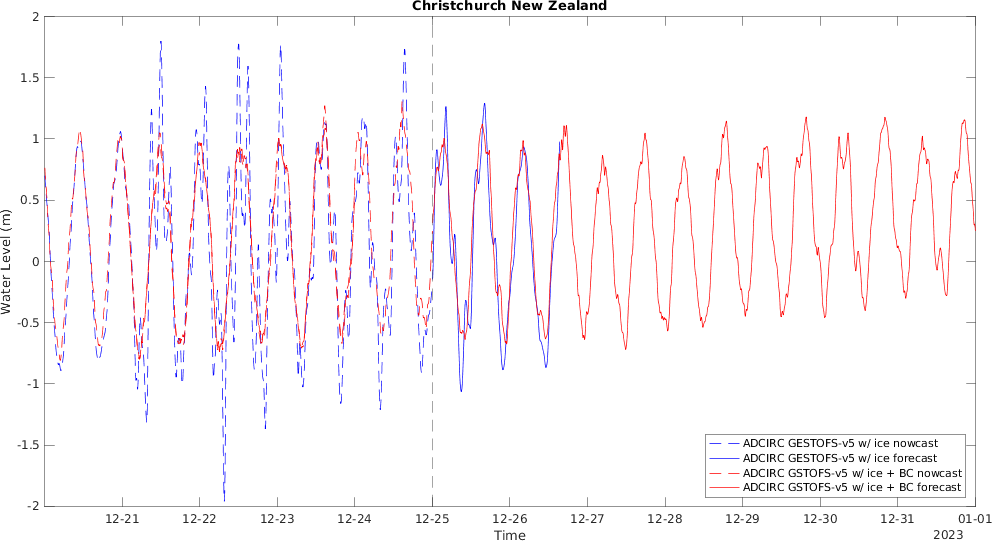 Christchurch New Zealand
2
1.5
1
0.5
0
-0.5
-1
-1.5
-2
Water Level (m)
ADCIRC GESTOFS-v5 w/ ice nowcast
ADCIRC GESTOFS-v5 w/ ice forecast
ADCIRC GSTOFS-v5 w/ ice + BC nowcast
ADCIRC GSTOFS-v5 w/ ice + BC forecast
12-21 12-22 12-23 12-24 12-25 12-26 12-27 12-28 12-29 12-30 12-31 01-01
Time 2023